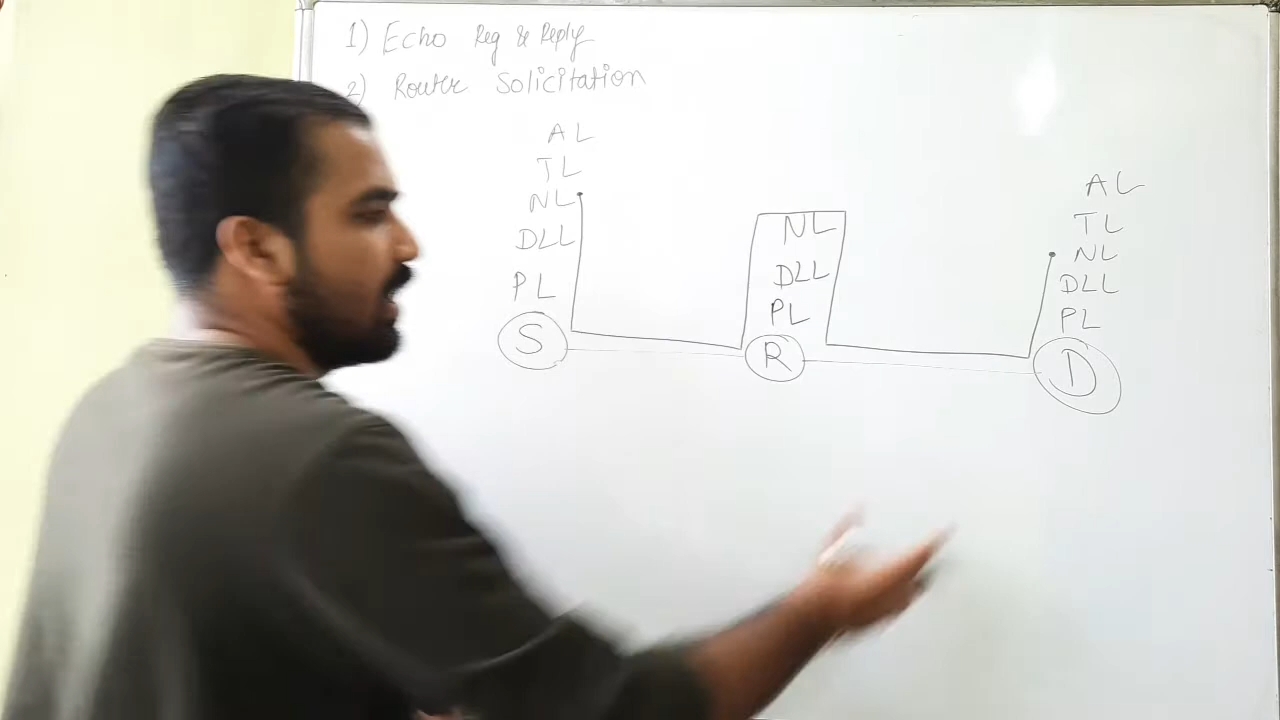 1) Echo Req & Reply
2) Router Solicitation
AL
TL
NL
DLL
PL
S
NL
DLL
PL
R
AL
TL
NL
DLL
PL
D